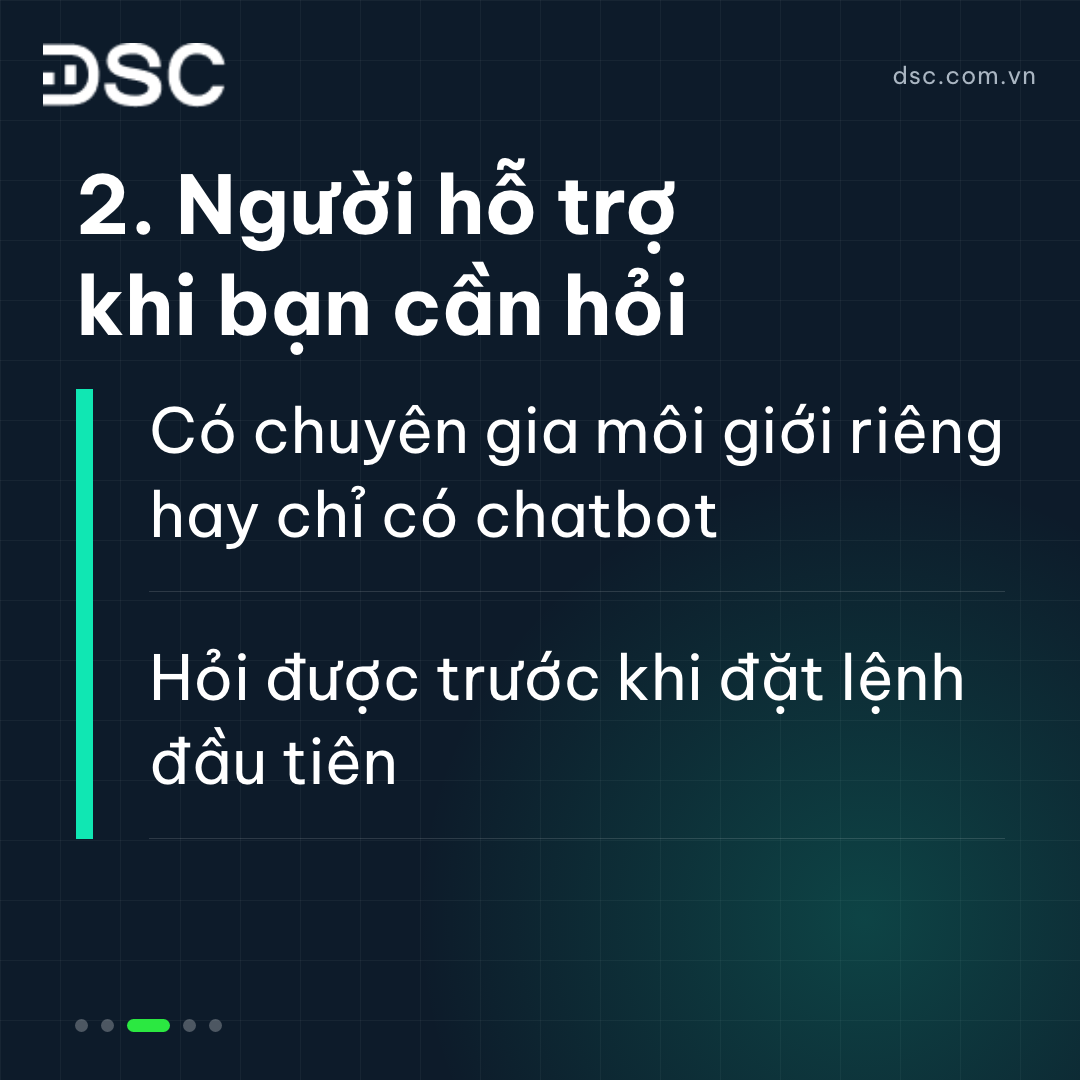 DSC
dsc.com.vn
2. Người hỗ trợ
khi bạn cần hỏi
Có chuyên gia môi giới riêng
hay chỉ có chatbot
Hỏi được trước khi đặt lệnh
đầu tiên